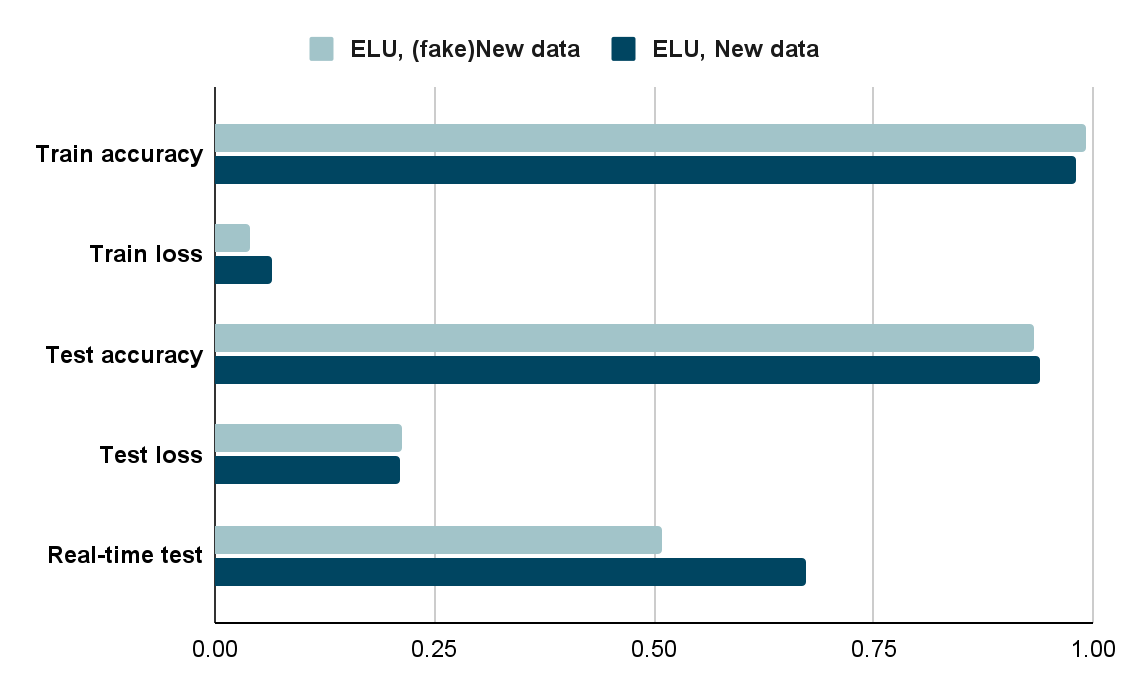 ELU, (fake)New data ELU, New data
Train accuracy
Train loss
Test accuracy
Test loss
Real-time test
0.00 0.25 0.50 0.75 1.00